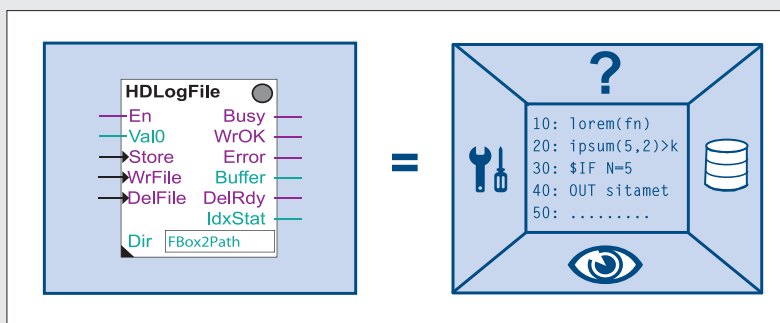 HDLogFile
En Busy
Val0 WrOK
Store Error
WrFile Buffer
DelFile DelRdy
IdxStat
Dir FBox2Path
=
?
10: lorem(fn)
20: ipsum(5,2)>k
30: $IF N=5
40: OUT sitamet
50: .........